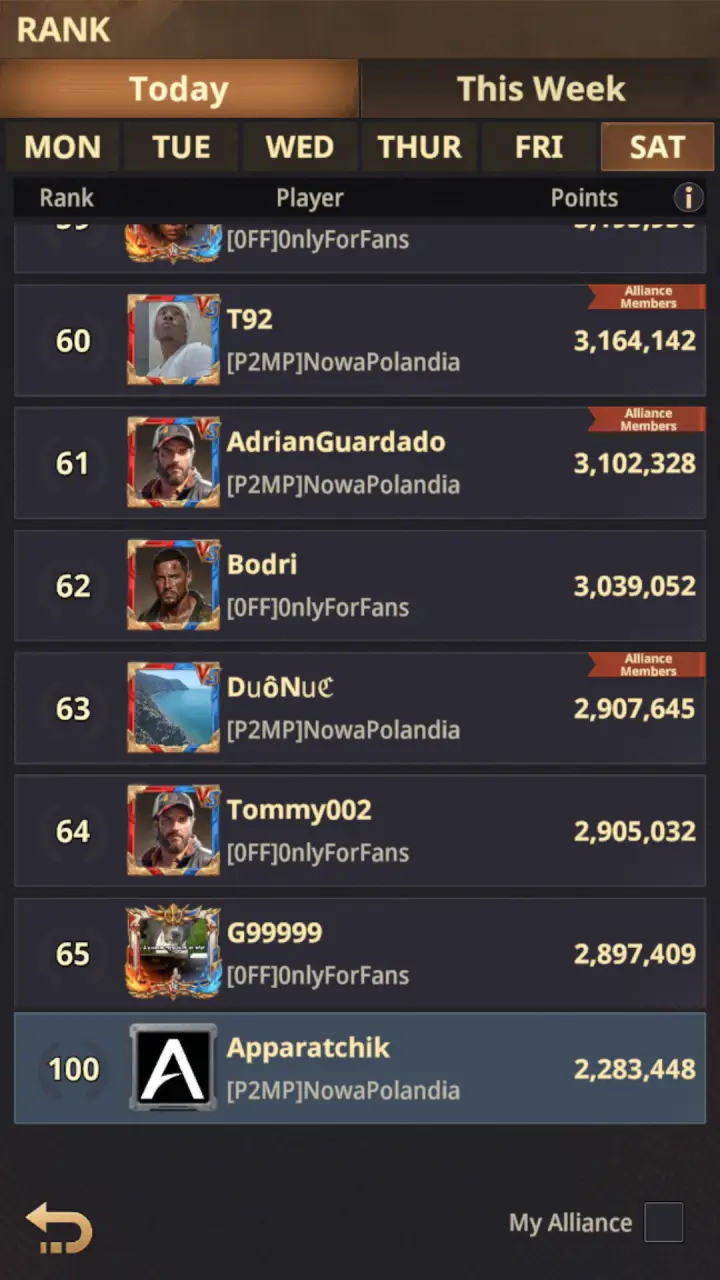 RANK
Today
This Week
MON
TUE
WED
THUR
FRI
SAT
Rank
Player
Points
[0FF]0nlyForFans
Alliance
Members
60
T92
[P2MP]NowaPolandia
3,164,142
Alliance
Members
61
AdrianGuardado
[P2MP]NowaPolandia
3,102,328
62
Bodri
[0FF]0nlyForFans
3,039,052
Alliance
Members
63
DuôNuℭ
[P2MP]NowaPolandia
2,907,645
64
Tommy002
[0FF]0nlyForFans
2,905,032
65
G99999
[0FF]0nlyForFans
2,897,409
100
Apparatchik
[P2MP]NowaPolandia
2,283,448
My Alliance